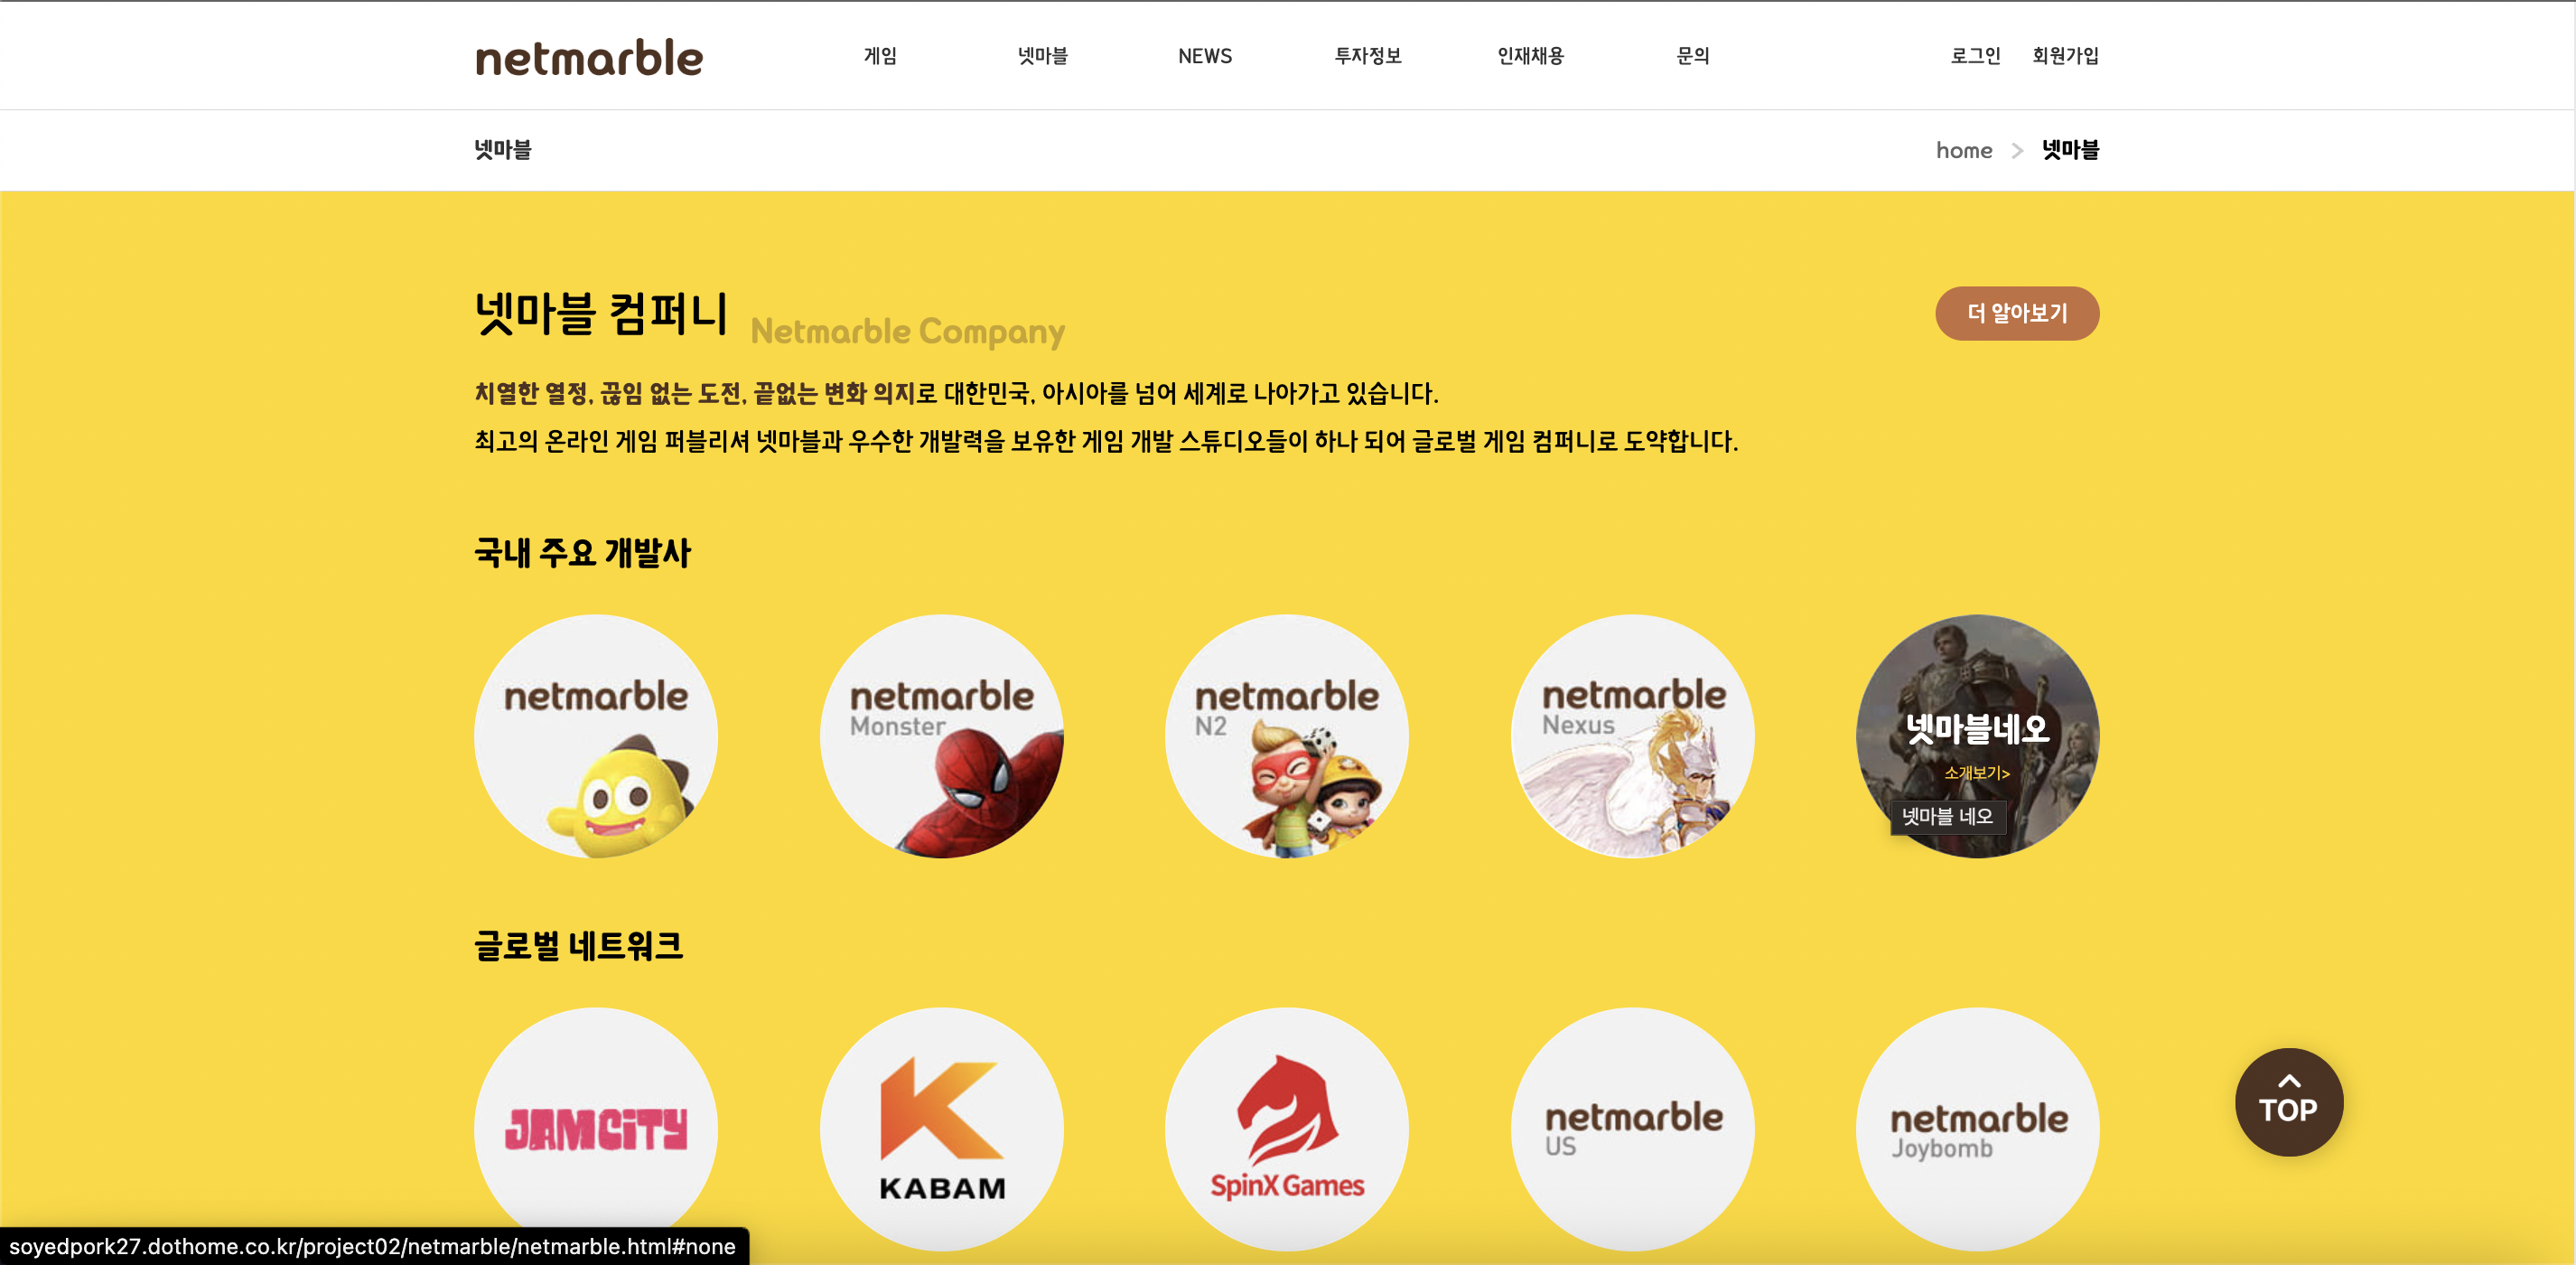 netmarble
게임 넷마블 NEWS 투자정보 인재채용 문의 로그인 회원가입
넷마블
home > 넷마블
넷마블 컴퍼니 Netmarble Company
더 알아보기
치열한 열정, 끊임 없는 도전, 끝없는 변화 의지로 대한민국, 아시아를 넘어 세계로 나아가고 있습니다.
최고의 온라인 게임 퍼블리셔 넷마블과 우수한 개발력을 보유한 게임 개발 스튜디오들이 하나 되어 글로벌 게임 컴퍼니로 도약합니다.
국내 주요 개발사
netmarble
netmarble
Monster
netmarble
N2
netmarble
Nexus
넷마블네오
소개보기>
넷마블 네오
글로벌 네트워크
JAMCITY
KABAM
SpinX Games
netmarble
US
netmarble
Joybomb
TOP
soyedpork27.dothome.co.kr/project02/netmarble/netmarble.html#none